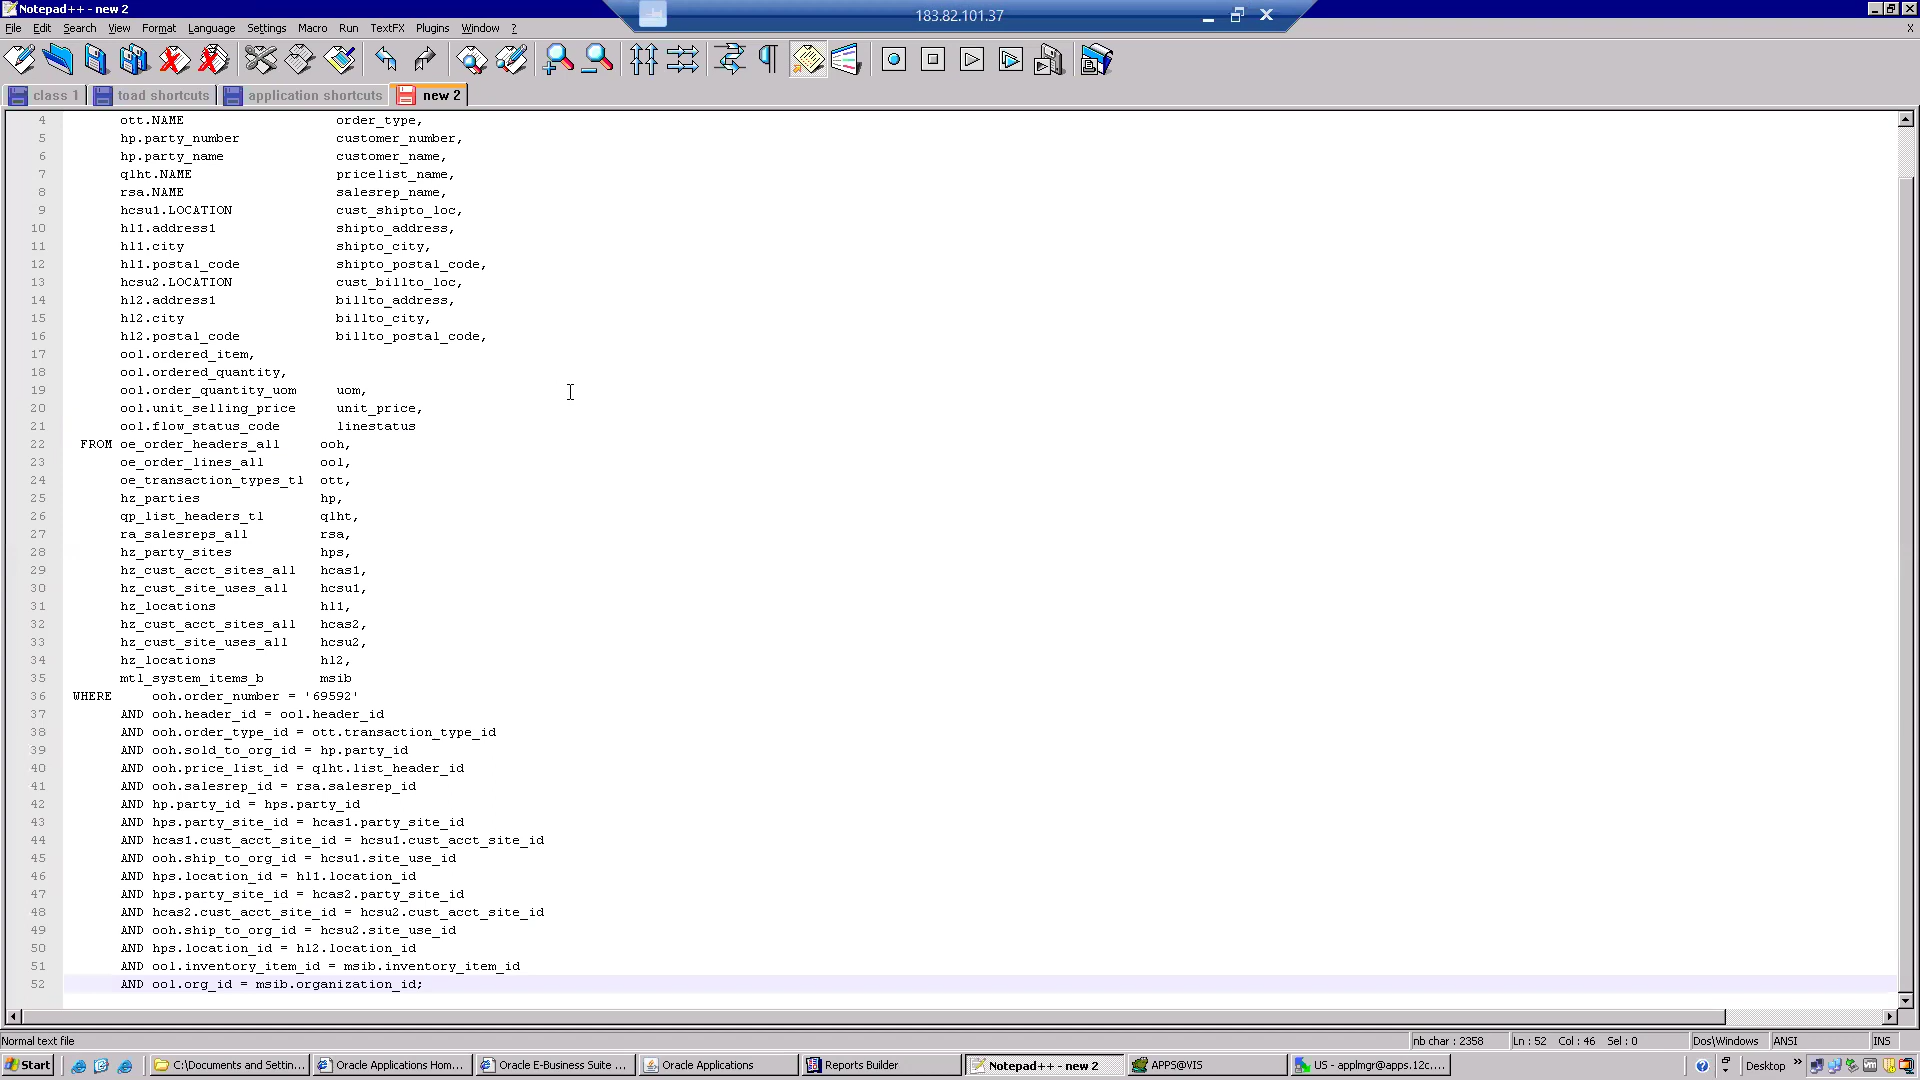 Notepad++ - new 2
183.82.101.37
File Edit Search View Format Language Settings Macro Run TextFX Plugins Window ?
X
class 1 toad shortcuts application shortcuts new 2
4 ott.NAME order_type,
5 hp.party_number customer_number,
6 hp.party_name customer_name,
7 qlht.NAME pricelist_name,
8 rsa.NAME salesrep_name,
9 hcsu1.LOCATION cust_shipto_loc,
10 hl1.address1 shipto_address,
11 hl1.city shipto_city,
12 hl1.postal_code shipto_postal_code,
13 hcsu2.LOCATION cust_billto_loc,
14 hl2.address1 billto_address,
15 hl2.city billto_city,
16 hl2.postal_code billto_postal_code,
17 ool.ordered_item,
18 ool.ordered_quantity,
19 ool.order_quantity_uom uom,
20 ool.unit_selling_price unit_price,
21 ool.flow_status_code linestatus
22 FROM oe_order_headers_all ooh,
23 oe_order_lines_all ool,
24 oe_transaction_types_tl ott,
25 hz_parties hp,
26 qp_list_headers_tl qlht,
27 ra_salesreps_all rsa,
28 hz_party_sites hps,
29 hz_cust_acct_sites_all hcas1,
30 hz_cust_site_uses_all hcsu1,
31 hz_locations hl1,
32 hz_cust_acct_sites_all hcas2,
33 hz_cust_site_uses_all hcsu2,
34 hz_locations hl2,
35 mtl_system_items_b msib
36 WHERE ooh.order_number = '69592'
37 AND ooh.header_id = ool.header_id
38 AND ooh.order_type_id = ott.transaction_type_id
39 AND ooh.sold_to_org_id = hp.party_id
40 AND ooh.price_list_id = qlht.list_header_id
41 AND ooh.salesrep_id = rsa.salesrep_id
42 AND hp.party_id = hps.party_id
43 AND hps.party_site_id = hcas1.party_site_id
44 AND hcas1.cust_acct_site_id = hcsu1.cust_acct_site_id
45 AND ooh.ship_to_org_id = hcsu1.site_use_id
46 AND hps.location_id = hl1.location_id
47 AND hps.party_site_id = hcas2.party_site_id
48 AND hcas2.cust_acct_site_id = hcsu2.cust_acct_site_id
49 AND ooh.ship_to_org_id = hcsu2.site_use_id
50 AND hps.location_id = hl2.location_id
51 AND ool.inventory_item_id = msib.inventory_item_id
52 AND ool.org_id = msib.organization_id;
Normal text file nb char : 2358 Ln : 52 Col : 46 Sel : 0 Dos\Windows ANSI INS
Start C:\Documents and Settin... Oracle Applications Hom... Oracle E-Business Suite ... Oracle Applications Reports Builder Notepad++ - new 2 APPS@VIS US - applmgr@apps.12c,... Desktop »